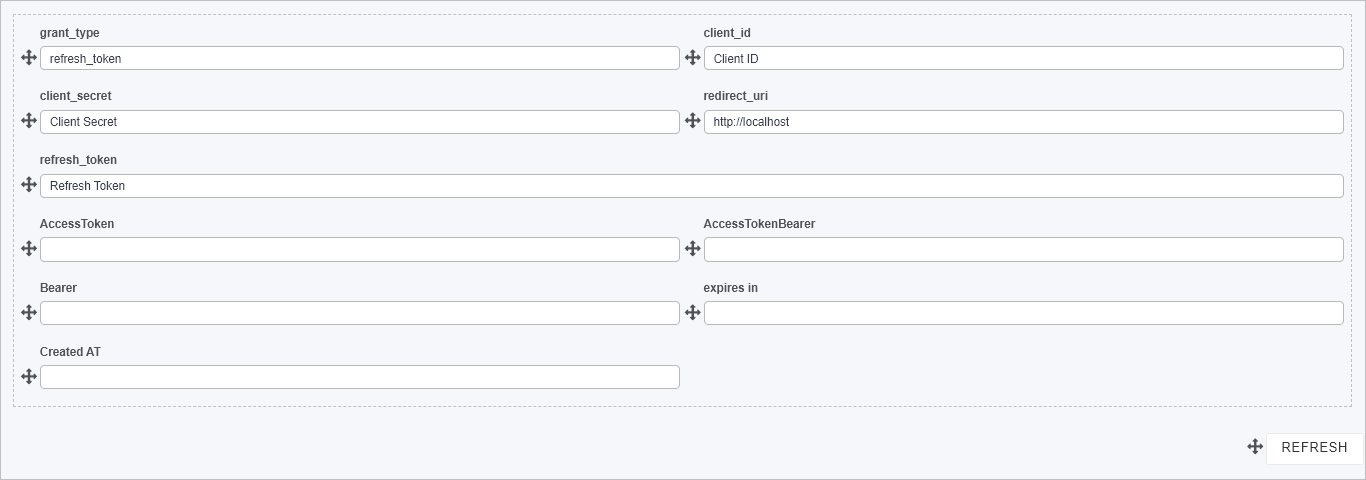 grant_type
client_id
refresh_token
Client ID
client_secret
redirect_uri
Client Secret
http://localhost
refresh_token
Refresh Token
AccessToken
AccessTokenBearer
Bearer
expires in
Created AT
REFRESH